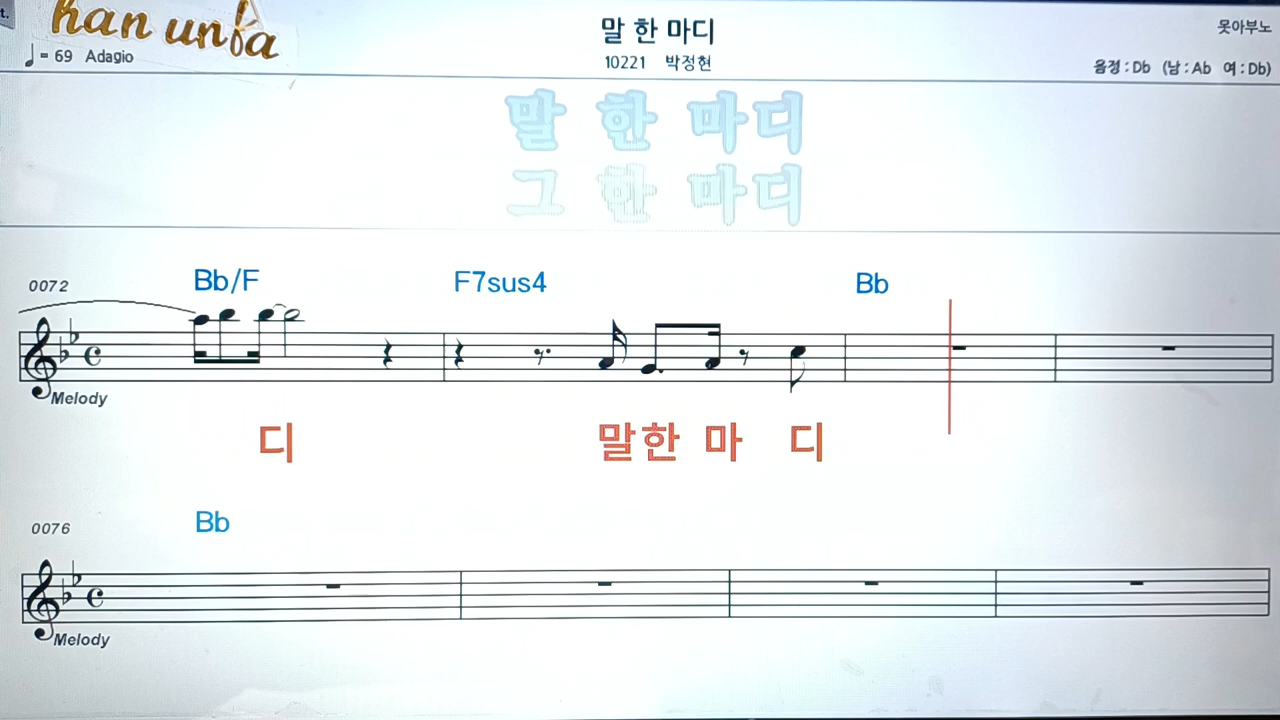 t.
kan unfa
♩= 69 Adagio
말 한 마디
10221 박정현
못아부노
음정 : Db (남 : Ab 여 : Db)
말 한 마디
그 한 마디
0072
Bb/F F7sus4 Bb
Melody
디 말한 마 디
0076
Bb
Melody